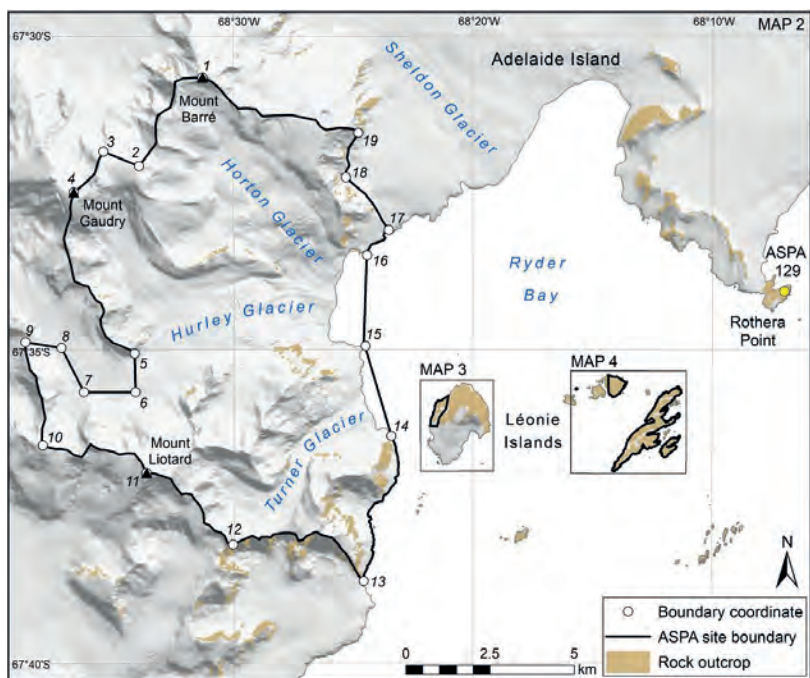 68°30'W
68°20'W
68°10'W
MAP 2
67°30'S
Adelaide Island
Sheldon Glacier
1
Mount
Barré
19
3
2
18
4
Mount
Gaudry
Horton Glacier
17
16
Ryder
Bay
ASPA
129
Rothera
Point
Hurley Glacier
9
8
67°35'S
5
15
7
6
MAP 3
MAP 4
Léonie
Islands
14
10
Mount
Liotard
11
Turner Glacier
12
13
N
Boundary coordinate
ASPA site boundary
Rock outcrop
67°40'S
0
2.5
5
km